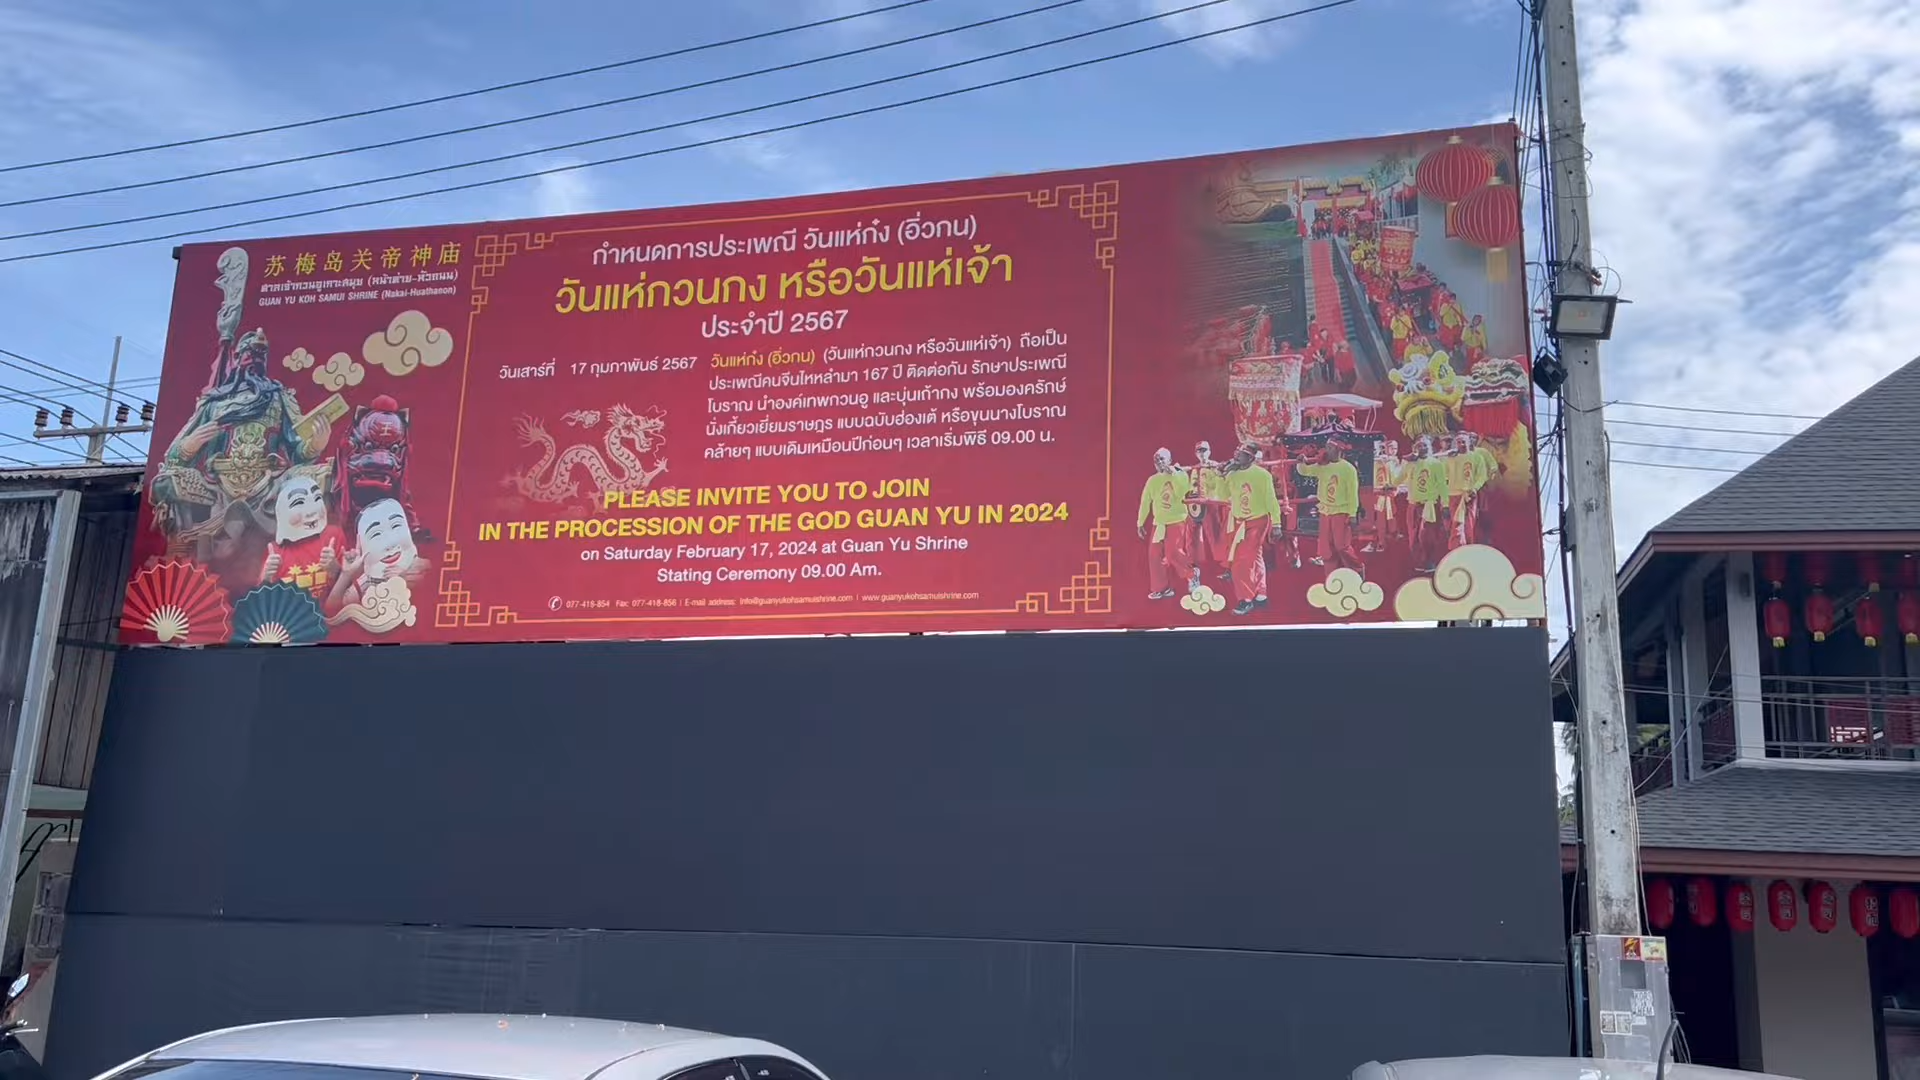 苏梅岛关帝神庙
ศาลเจ้ากวนอูเกาะสมุย (หน้าค่าย-หัวถนน)
GUAN YU KOH SAMUI SHRINE (Nakai-Huathanon)
กำหนดการประเพณี วันแห่ก๋ง (อิ่วกน)
วันแห่กวนกง หรือวันแห่เจ้า
ประจำปี 2567
วันเสาร์ที่ 17 กุมภาพันธ์ 2567
วันแห่ก๋ง (อิ่วกน) (วันแห่กวนกง หรือวันแห่เจ้า) ถือเป็น
ประเพณีคนจีนไหหลำมา 167 ปี ติดต่อกัน รักษาประเพณี
โบราณ นำองค์เทพกวนอู และบุ่นเถ้ากง พร้อมองครักษ์
นั่งเกี้ยวเยี่ยมราษฎร แบบฉบับฮ่องเต้ หรือขุนนางโบราณ
คล้ายๆ แบบเดิมเหมือนปีก่อนๆ เวลาเริ่มพิธี 09.00 น.
PLEASE INVITE YOU TO JOIN
IN THE PROCESSION OF THE GOD GUAN YU IN 2024
on Saturday February 17, 2024 at Guan Yu Shrine
Stating Ceremony 09.00 Am.
077-418-854 Fax: 077-418-856 | E-mail address: info@guanyukohsamuishrine.com | www.guanyukohsamuishrine.com